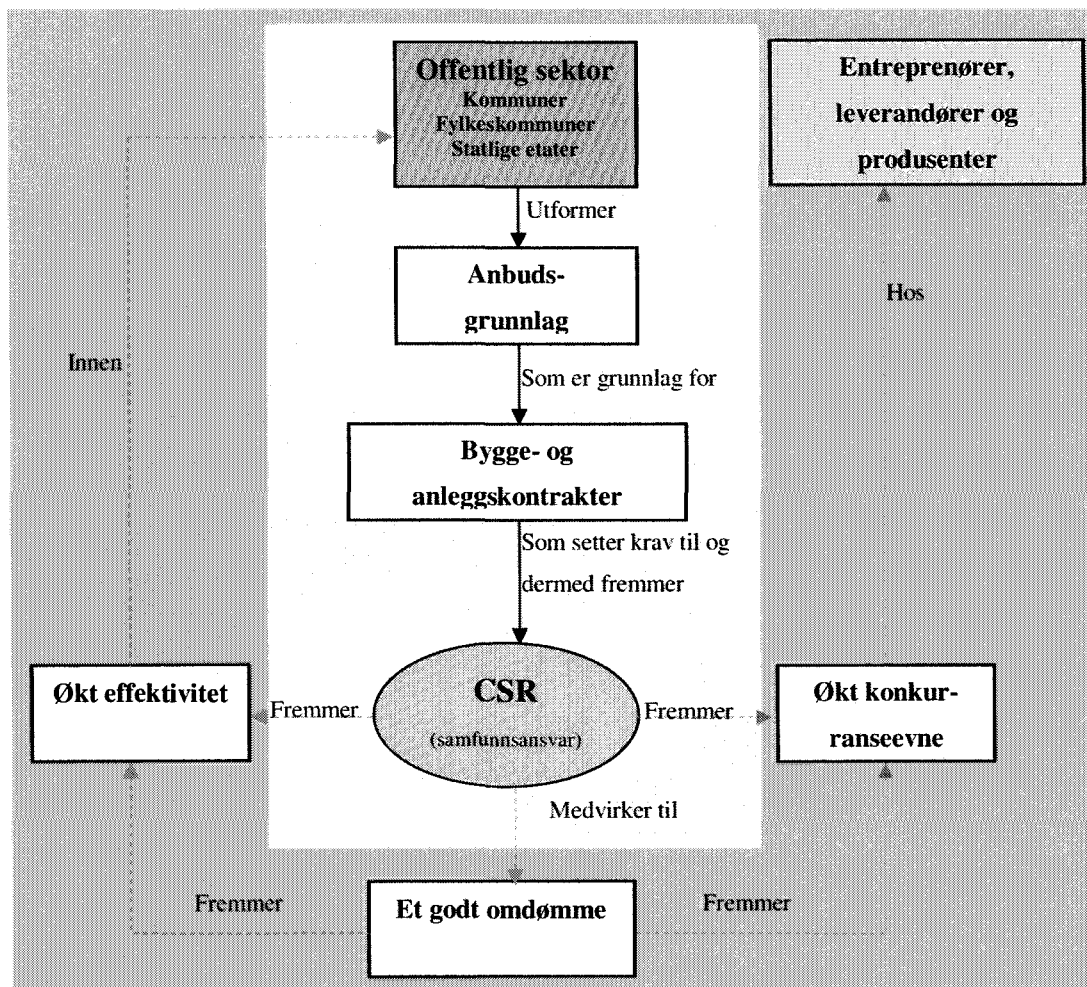 Offentlig sektor
Kommuner
Fylkeskommuner
Statlige etater
Entreprenører,
leverandører og
produsenter
Utformer
Anbuds-
grunnlag
Hos
Innen
Som er grunnlag for
Bygge- og
anleggskontrakter
Som setter krav til og
dermed fremmer
Økt effektivitet
Fremmer
CSR
(samfunnsansvar)
Fremmer
Økt konkur-
ranseevne
Medvirker til
Fremmer
Et godt omdømme
Fremmer